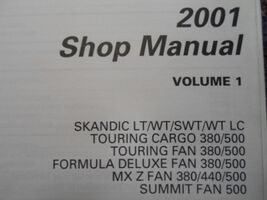 2001
Shop Manual
VOLUME 1
SKANDIC LT/WT/SWT/WT LC
TOURING CARGO 380/500
TOURING FAN 380/500
FORMULA DELUXE FAN 380/500
MX Z FAN 380/440/500
SUMMIT FAN 500